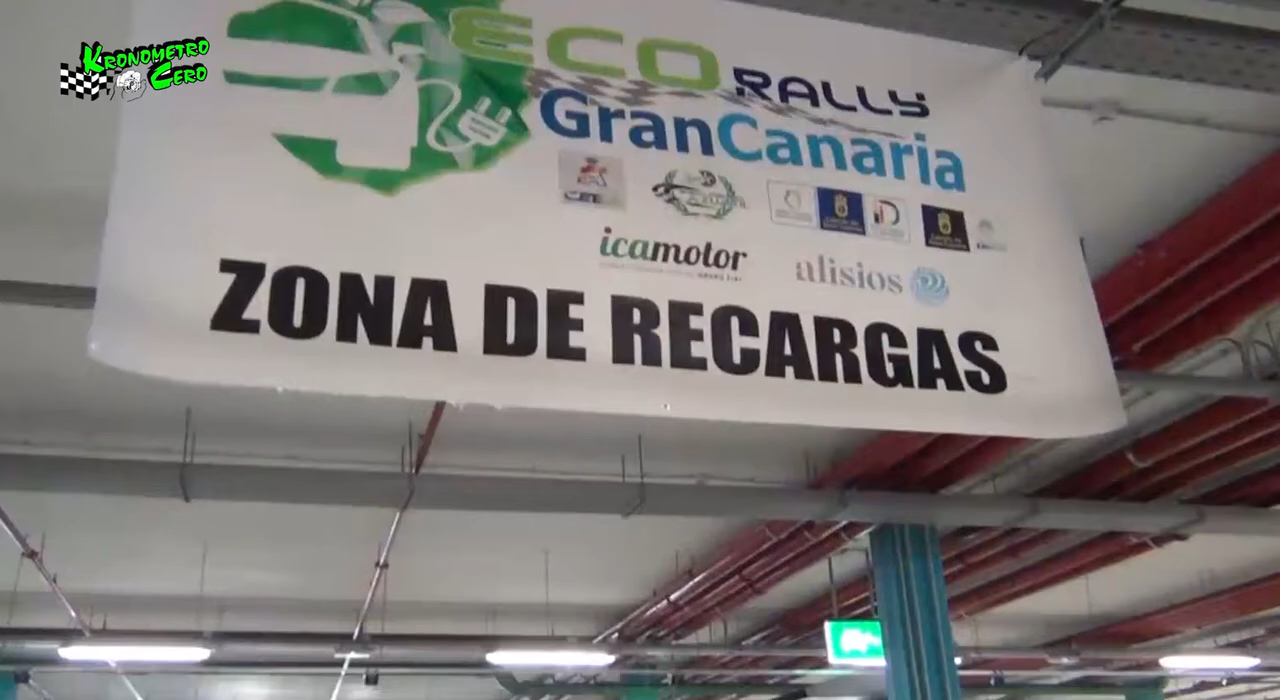 KRONOMETRO
CERO
ECO RALLY
GranCanaria
icamotor
alisios
ZONA DE RECARGAS